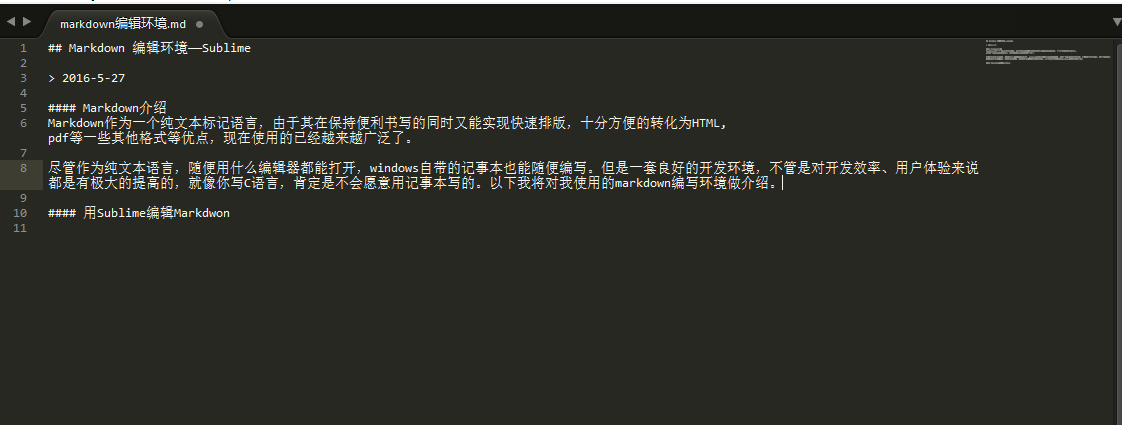 markdown编辑环境.md
1 ## Markdown 编辑环境——Sublime
2
3 > 2016-5-27
4
5 #### Markdown介绍
6 Markdown作为一个纯文本标记语言，由于其在保持便利书写的同时又能实现快速排版，十分方便的转化为HTML,
pdf等一些其他格式等优点，现在使用的已经越来越广泛了。
7
8 尽管作为纯文本语言，随便用什么编辑器都能打开，windows自带的记事本也能随便编写。但是一套良好的开发环境，不管是对开发效率、用户体验来说
都是有极大的提高的，就像你写C语言，肯定是不会愿意用记事本写的。以下我将对我使用的markdown编写环境做介绍。
9
10 #### 用Sublime编辑Markdwon
11